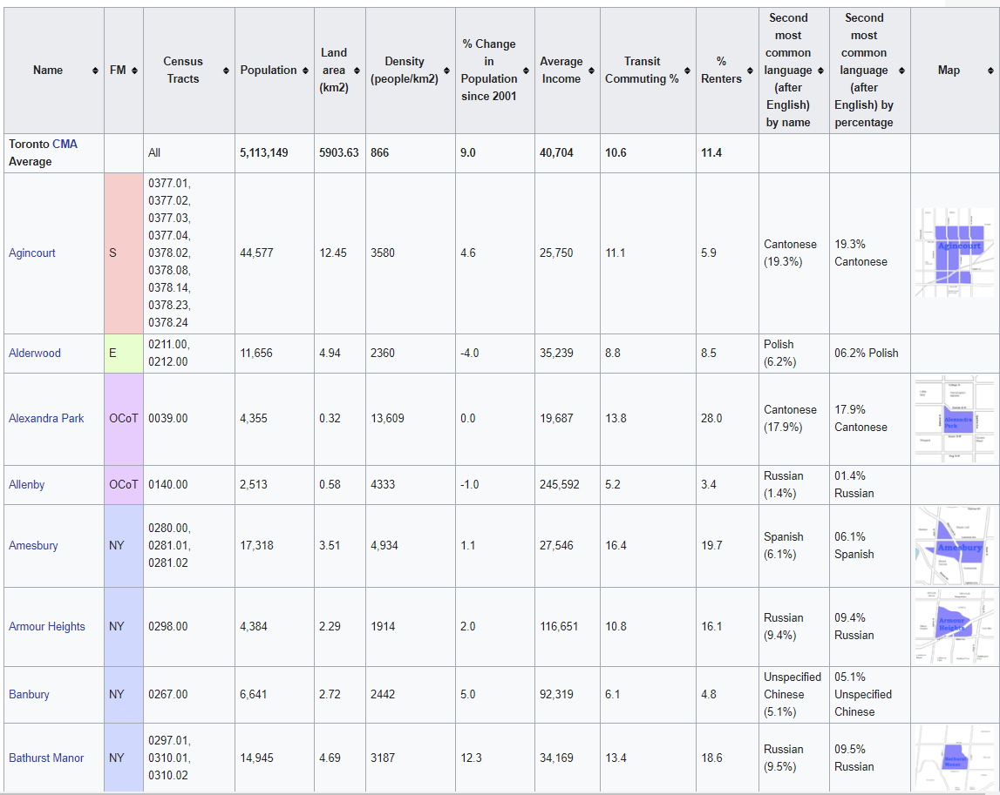 Name
FM
Census
Tracts
Population
Land
area
(km2)
Density
(people/km2)
% Change
in
Population
since 2001
Average
Income
Transit
Commuting %
%
Renters
Second
most
common
language
(after
English)
by name
Second
most
common
language
(after
English) by
percentage
Map
Toronto CMA
Average
All
5,113,149
5903.63
866
9.0
40,704
10.6
11.4
Agincourt
S
0377.01,
0377.02,
0377.03,
0377.04,
0378.02,
0378.08,
0378.14,
0378.23,
0378.24
44,577
12.45
3580
4.6
25,750
11.1
5.9
Cantonese
(19.3%)
19.3%
Cantonese
Agincourt
Alderwood
E
0211.00,
0212.00
11,656
4.94
2360
-4.0
35,239
8.8
8.5
Polish
(6.2%)
06.2% Polish
Alexandra Park
OCoT
0039.00
4,355
0.32
13,609
0.0
19,687
13.8
28.0
Cantonese
(17.9%)
17.9%
Cantonese
Alexandra
Park
Allenby
OCoT
0140.00
2,513
0.58
4333
-1.0
245,592
5.2
3.4
Russian
(1.4%)
01.4%
Russian
Amesbury
NY
0280.00,
0281.01,
0281.02
17,318
3.51
4,934
1.1
27,546
16.4
19.7
Spanish
(6.1%)
06.1%
Spanish
Amesbury
Armour Heights
NY
0298.00
4,384
2.29
1914
2.0
116,651
10.8
16.1
Russian
(9.4%)
09.4%
Russian
Armour
Heights
Banbury
NY
0267.00
6,641
2.72
2442
5.0
92,319
6.1
4.8
Unspecified
Chinese
(5.1%)
05.1%
Unspecified
Chinese
Bathurst Manor
NY
0297.01,
0310.01,
0310.02
14,945
4.69
3187
12.3
34,169
13.4
18.6
Russian
(9.5%)
09.5%
Russian
Bathurst
Manor